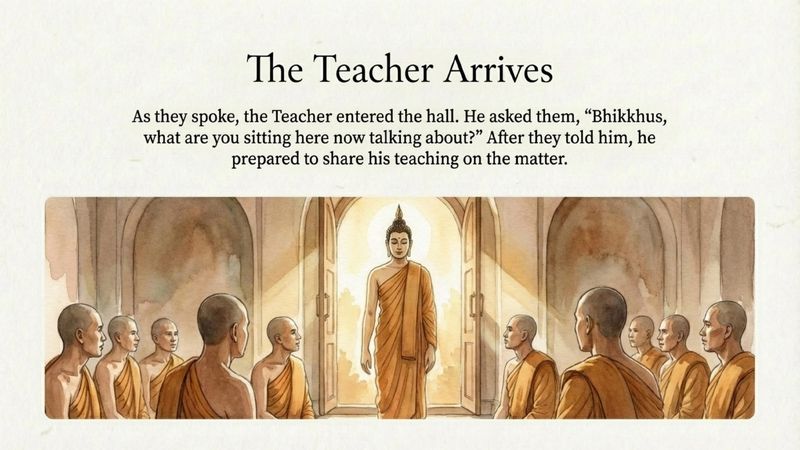 The Teacher Arrives
As they spoke, the Teacher entered the hall. He asked them, “Bhikkhus,
what are you sitting here now talking about?” After they told him, he
prepared to share his teaching on the matter.